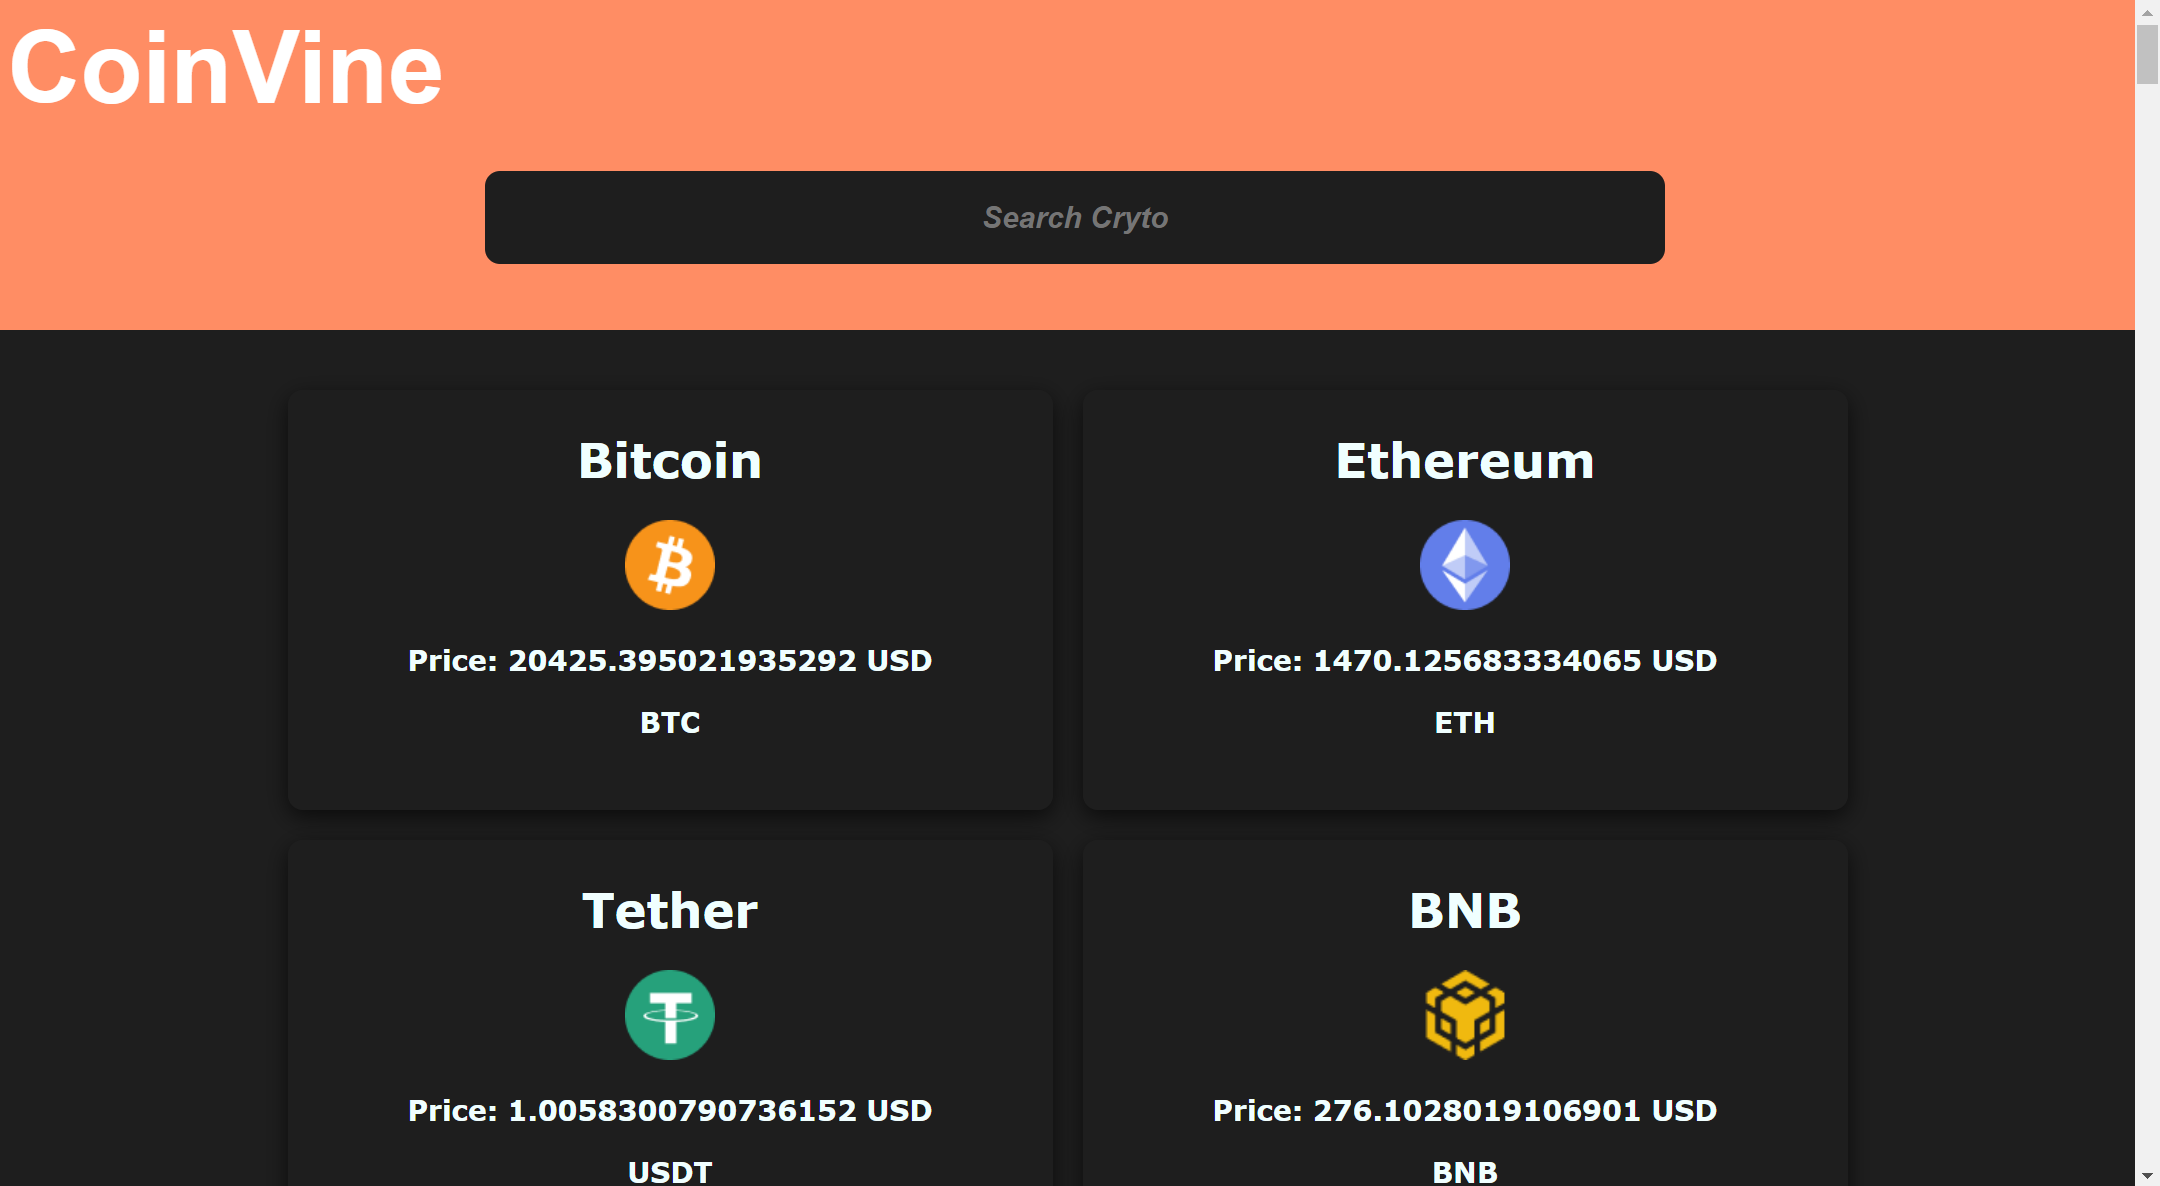 CoinVine
Search Cryto
Bitcoin
Price: 20425.395021935292 USD
BTC
Ethereum
Price: 1470.125683334065 USD
ETH
Tether
Price: 1.0058300790736152 USD
USDT
BNB
Price: 276.1028019106901 USD
BNB